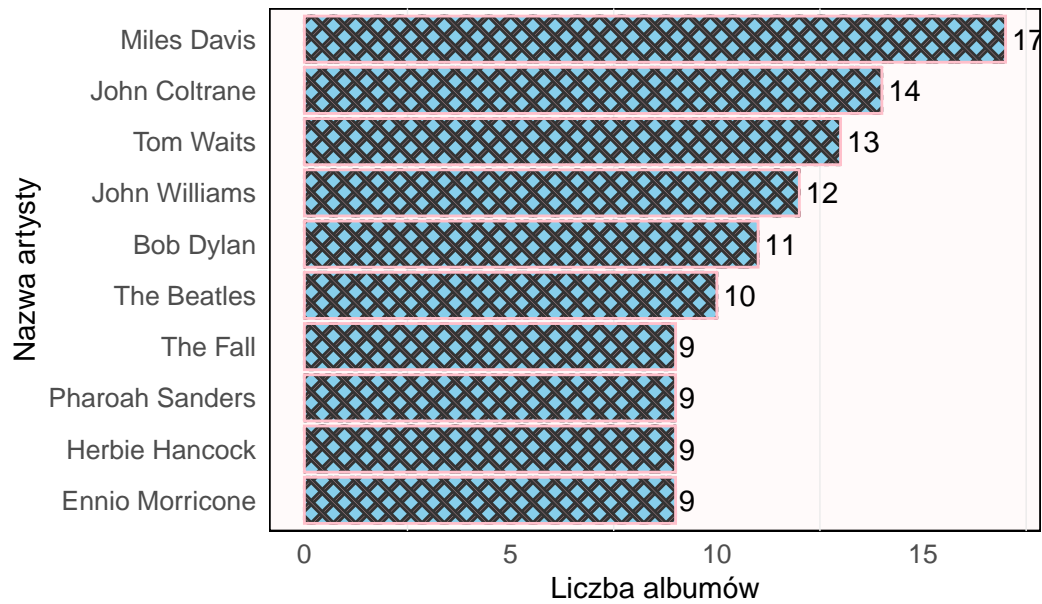 Nazwa artysty
Miles Davis 17
John Coltrane 14
Tom Waits 13
John Williams 12
Bob Dylan 11
The Beatles 10
The Fall 9
Pharoah Sanders 9
Herbie Hancock 9
Ennio Morricone 9
0 5 10 15
Liczba albumów